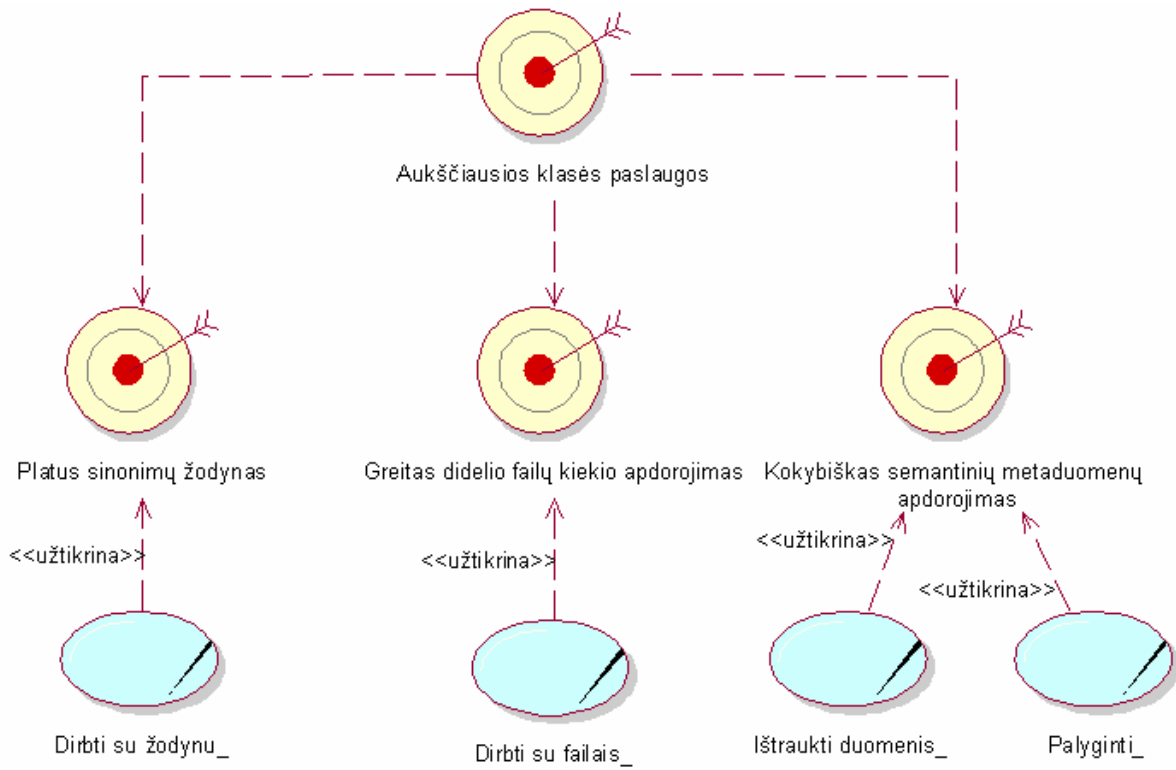 Aukščiausios klasės paslaugos
Platus sinonimų žodynas
Greitas didelio failų kiekio apdorojimas
Kokybiškas semantinių metaduomenų
apdorojimas
<<užtikrina>>
<<užtikrina>>
<<užtikrina>>
<<užtikrina>>
Dirbti su žodynu_
Dirbti su failais_
Ištraukti duomenis_
Palyginti_